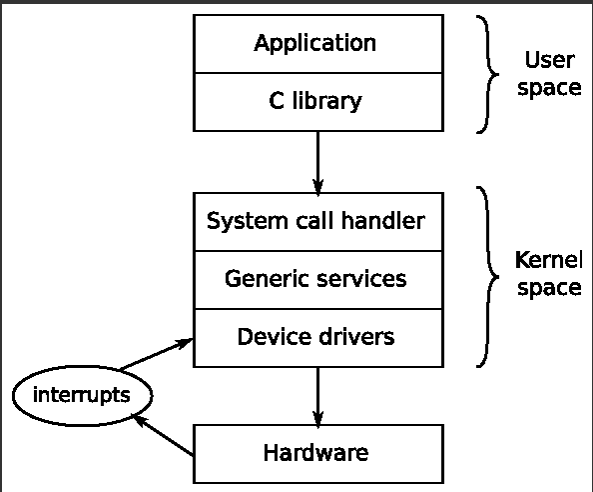 Application
User
space
C library
System call handler
Generic services
Kernel
space
Device drivers
interrupts
Hardware